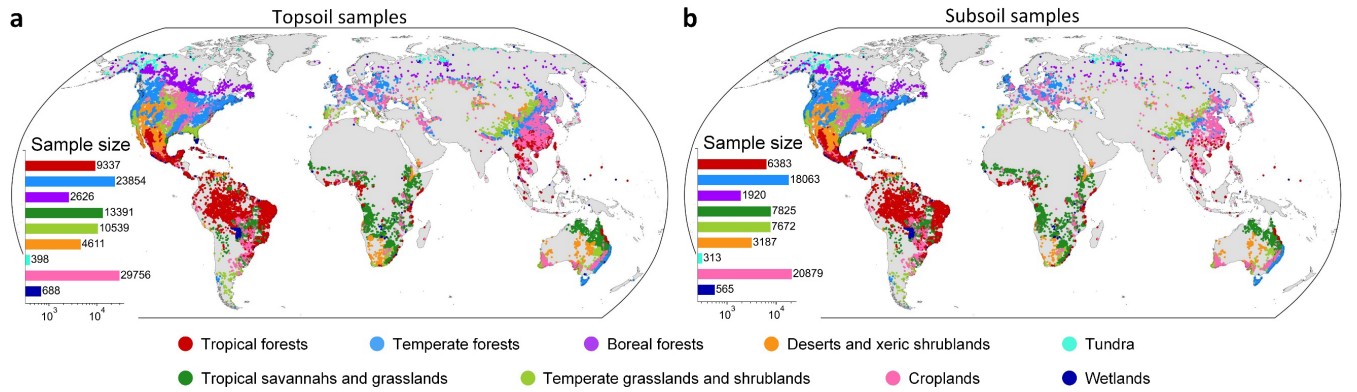 a
Topsoil samples
Sample size
9337
23854
2626
13391
10539
4611
398
29756
688
10³ 10⁴
b
Subsoil samples
Sample size
6383
18063
1920
7825
7672
3187
313
20879
565
10³ 10⁴
Tropical forests Temperate forests Boreal forests Deserts and xeric shrublands Tundra
Tropical savannahs and grasslands Temperate grasslands and shrublands Croplands Wetlands